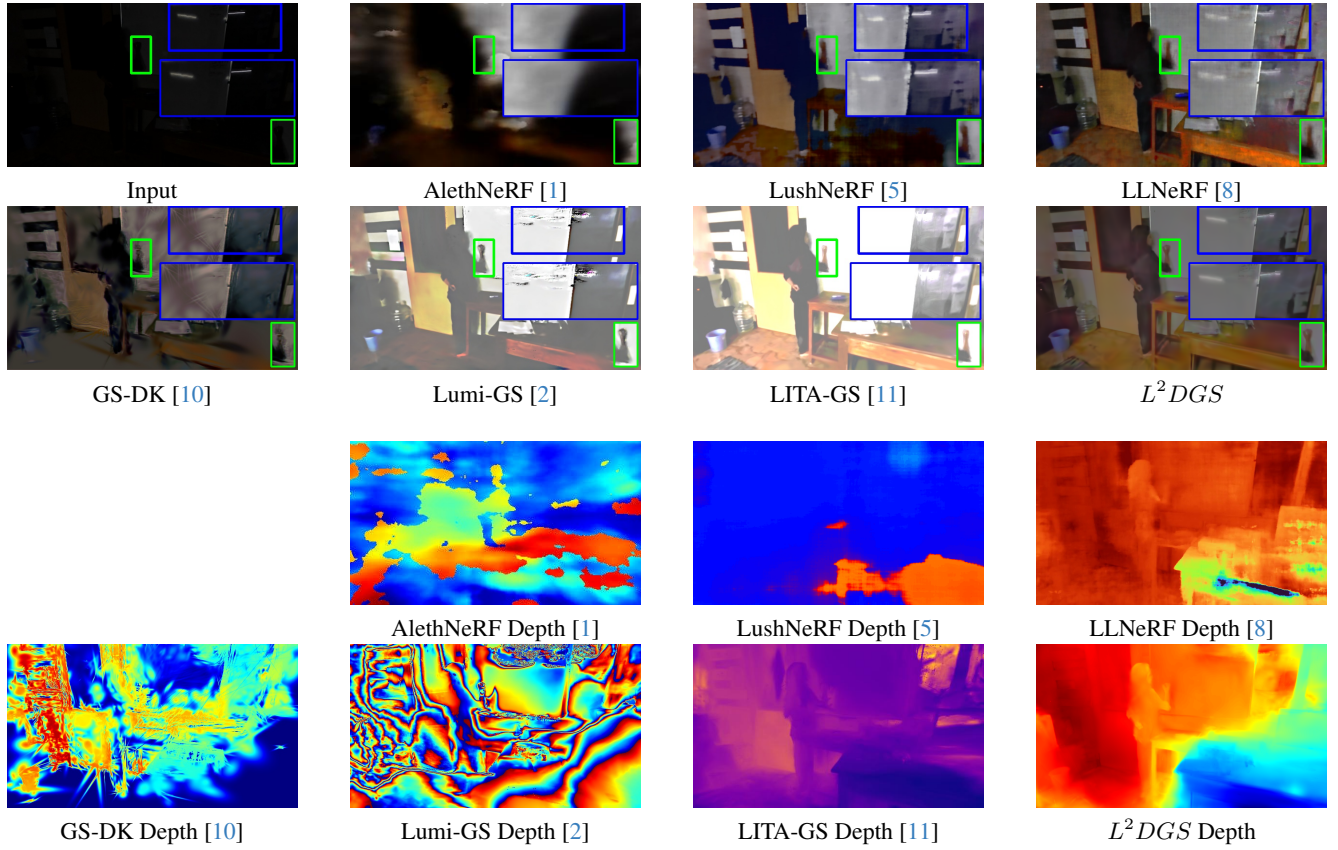 Input
AlethNeRF [1]
LushNeRF [5]
LLNeRF [8]
GS-DK [10]
Lumi-GS [2]
LITA-GS [11]
L²DGS
AlethNeRF Depth [1]
LushNeRF Depth [5]
LLNeRF Depth [8]
GS-DK Depth [10]
Lumi-GS Depth [2]
LITA-GS Depth [11]
L²DGS Depth